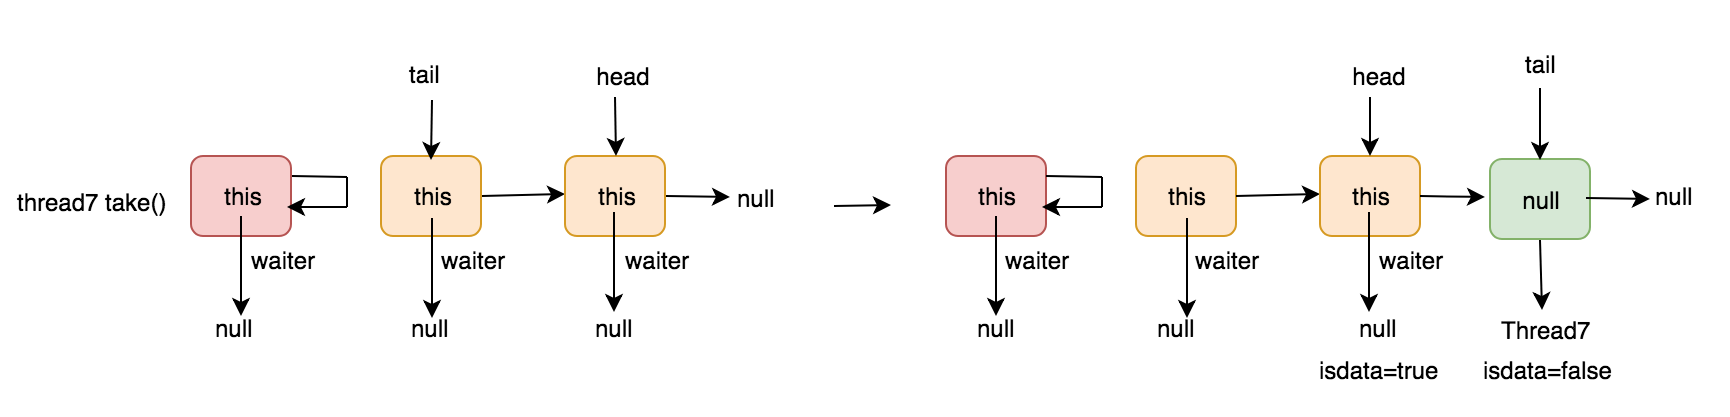 tail
head
head
tail
thread7 take()
this
this
this
null
this
this
this
null
null
waiter
waiter
waiter
waiter
waiter
waiter
null
null
null
null
null
null
Thread7
isdata=true
isdata=false